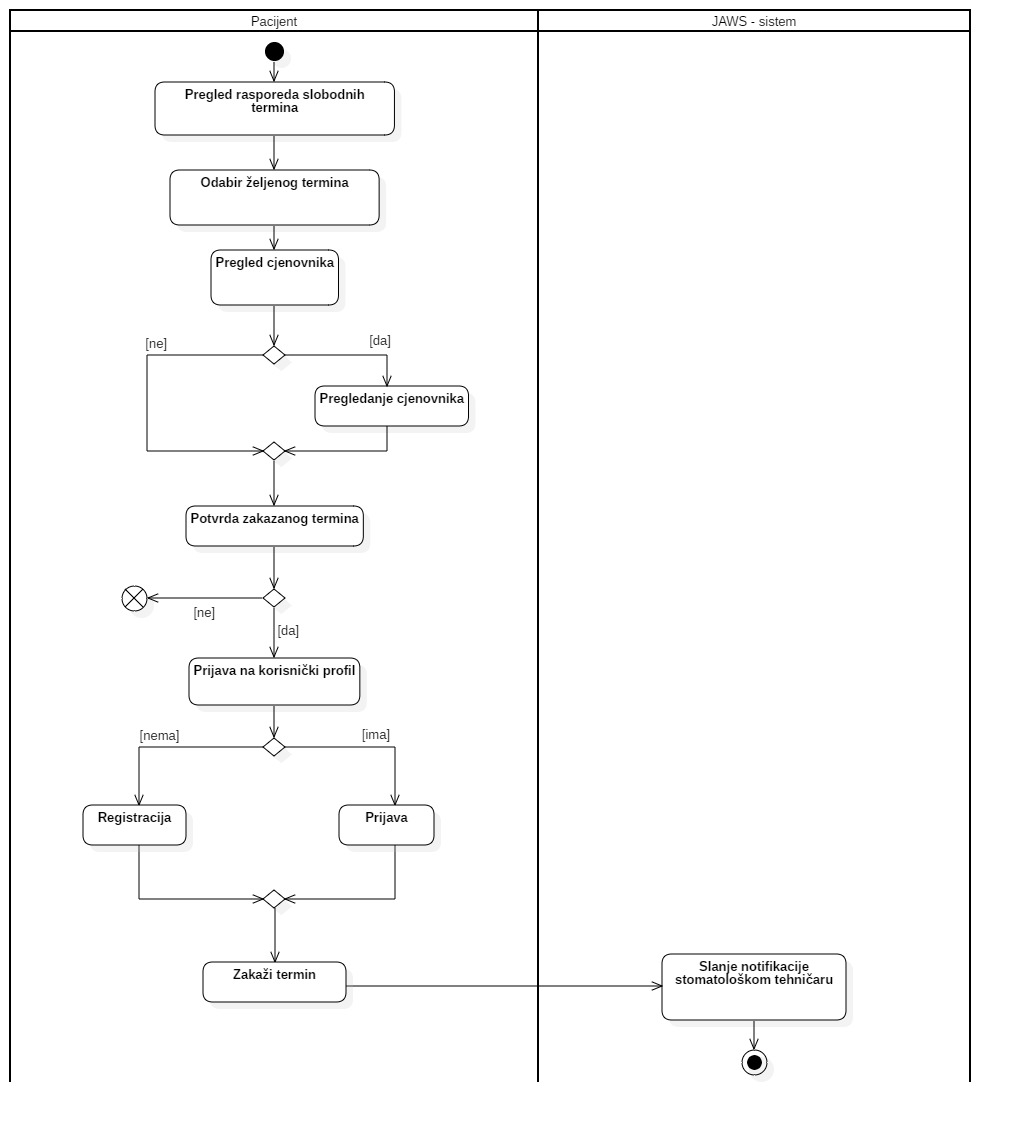 Pacijent
JAWS - sistem
Pregled rasporeda slobodnih
termina
Odabir željenog termina
Pregled cjenovnika
[ne]
[da]
Pregledanje cjenovnika
Potvrda zakazanog termina
[ne]
[da]
Prijava na korisnički profil
[nema]
[ima]
Registracija
Prijava
Zakaži termin
Slanje notifikacije
stomatološkom tehničaru